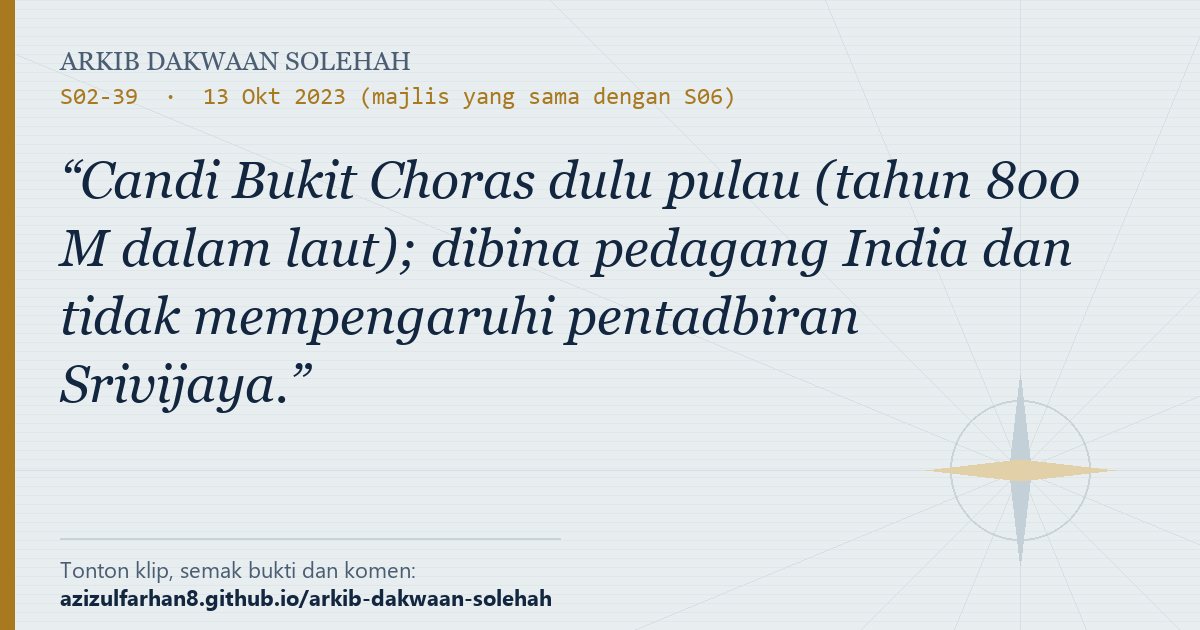 ARKIB DAKWAAN SOLEHAH
S02-39 · 13 Okt 2023 (majlis yang sama dengan S06)
“Candi Bukit Choras dulu pulau (tahun 800
M dalam laut); dibina pedagang India dan
tidak mempengaruhi pentadbiran
Srivijaya.”
Tonton klip, semak bukti dan komen:
azizulfarhan8.github.io/arkib-dakwaan-solehah